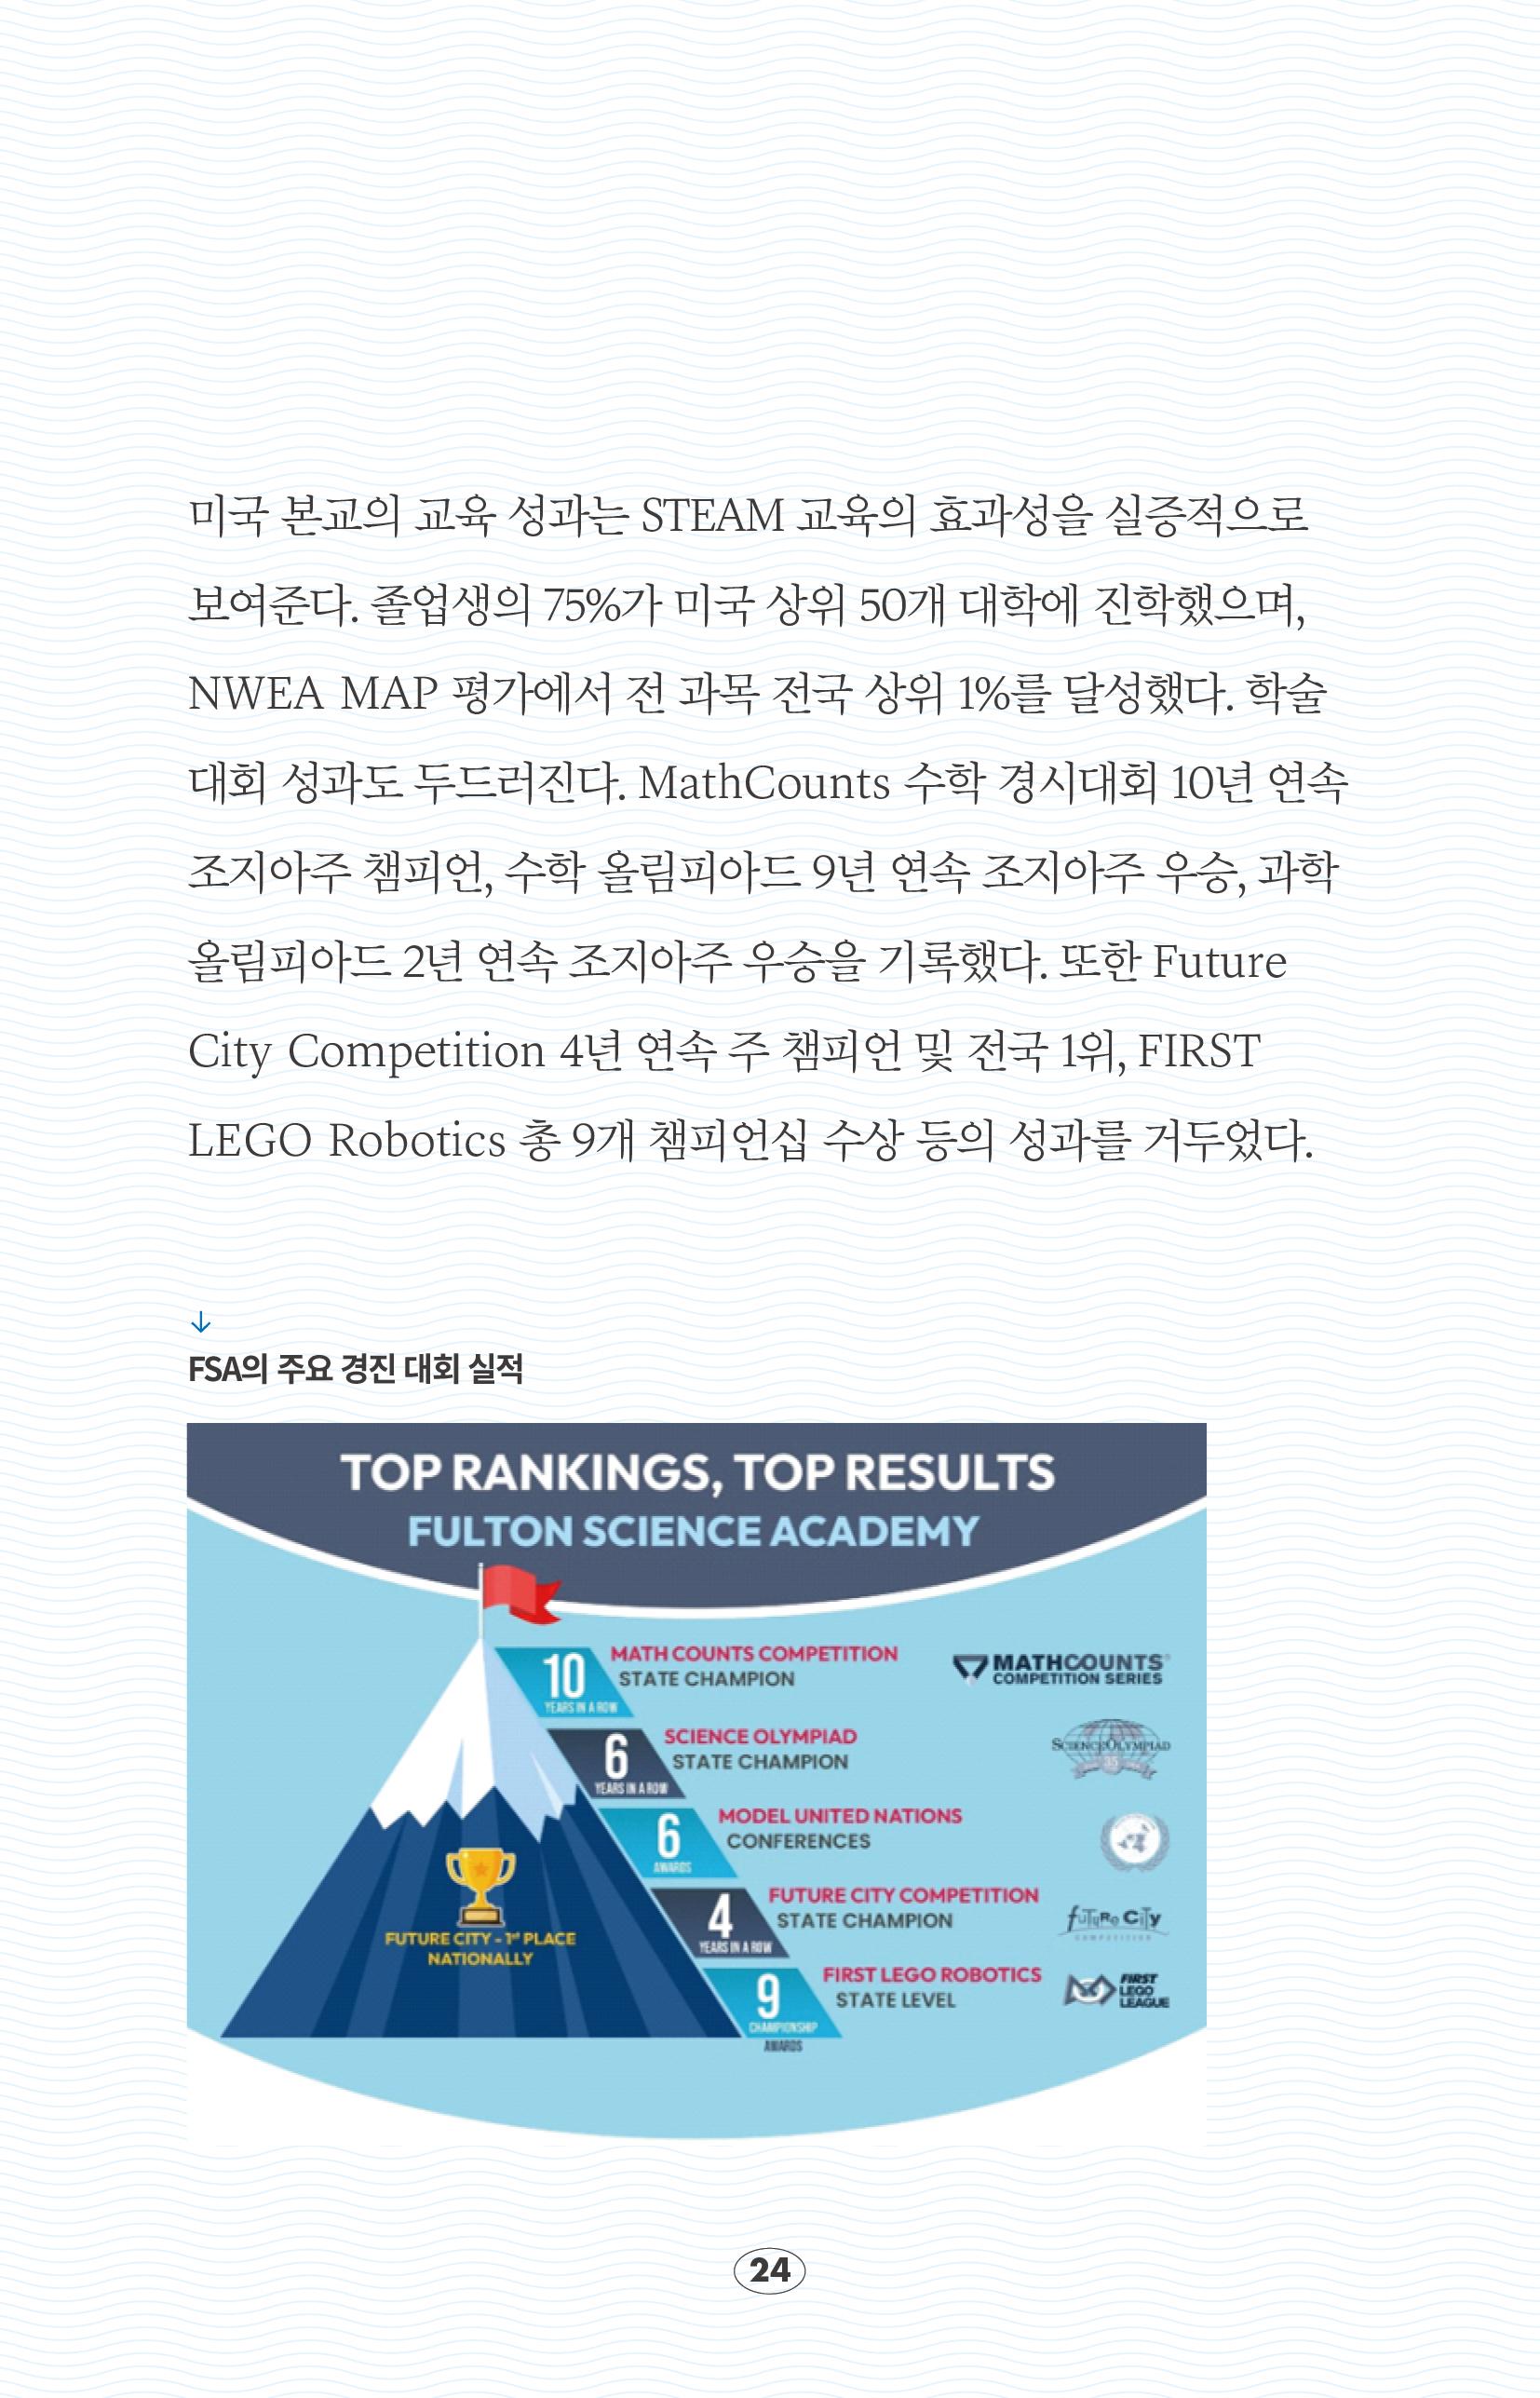 미국 본교의 교육 성과는 STEAM 교육의 효과성을 실증적으로
보여준다. 졸업생의 75%가 미국 상위 50개 대학에 진학했으며,
NWEA MAP 평가에서 전 과목 전국 상위 1%를 달성했다. 학술
대회 성과도 두드러진다. MathCounts 수학 경시대회 10년 연속
조지아주 챔피언, 수학 올림피아드 9년 연속 조지아주 우승, 과학
올림피아드 2년 연속 조지아주 우승을 기록했다. 또한 Future
City Competition 4년 연속 주 챔피언 및 전국 1위, FIRST
LEGO Robotics 총 9개 챔피언십 수상 등의 성과를 거두었다.
↓
FSA의 주요 경진 대회 실적
TOP RANKINGS, TOP RESULTS
FULTON SCIENCE ACADEMY
10
YEARS IN A ROW
MATH COUNTS COMPETITION
STATE CHAMPION
MATHCOUNTS®
COMPETITION SERIES
6
YEARS IN A ROW
SCIENCE OLYMPIAD
STATE CHAMPION
SCIENCE OLYMPIAD
35
6
AWARDS
MODEL UNITED NATIONS
CONFERENCES
4
YEARS IN A ROW
FUTURE CITY COMPETITION
STATE CHAMPION
FUTURE CITY
COMPETITION
9
CHAMPIONSHIP
AWARDS
FIRST LEGO ROBOTICS
STATE LEVEL
FIRST
LEGO
LEAGUE
FUTURE CITY - 1st PLACE
NATIONALLY
24